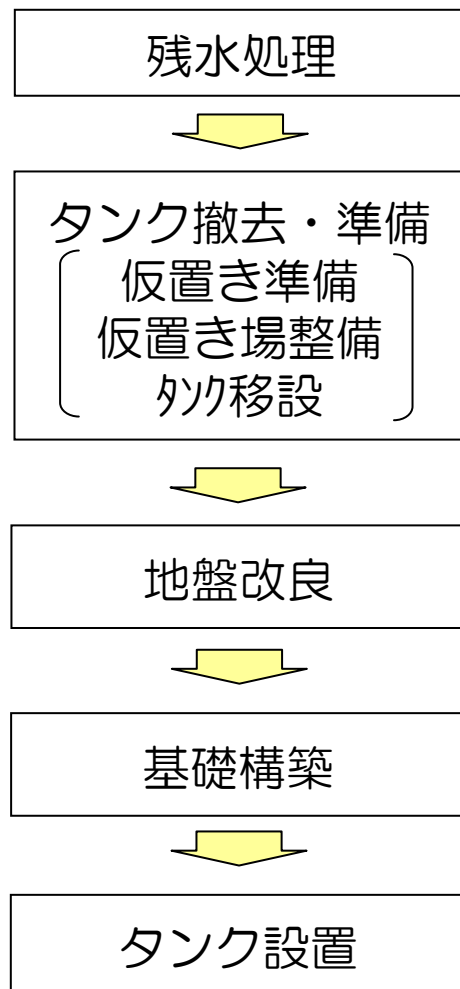 残水処理
タンク撤去・準備
仮置き準備
仮置き場整備
ﾀﾝｸ移設
地盤改良
基礎構築
タンク設置